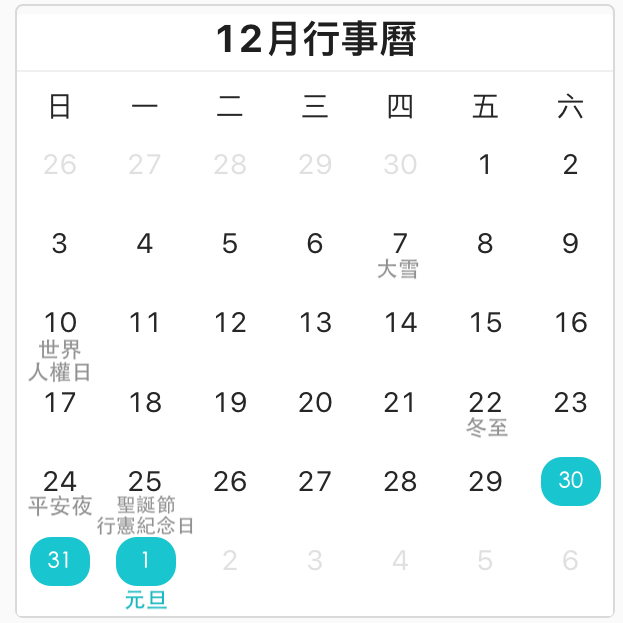 12月行事曆
日 一 二 三 四 五 六
26 27 28 29 30 1 2
3 4 5 6 7 8 9
大雪
10 11 12 13 14 15 16
世界
人權日
17 18 19 20 21 22 23
冬至
24 25 26 27 28 29 30
平安夜 聖誕節
行憲紀念日
31 1 2 3 4 5 6
元旦